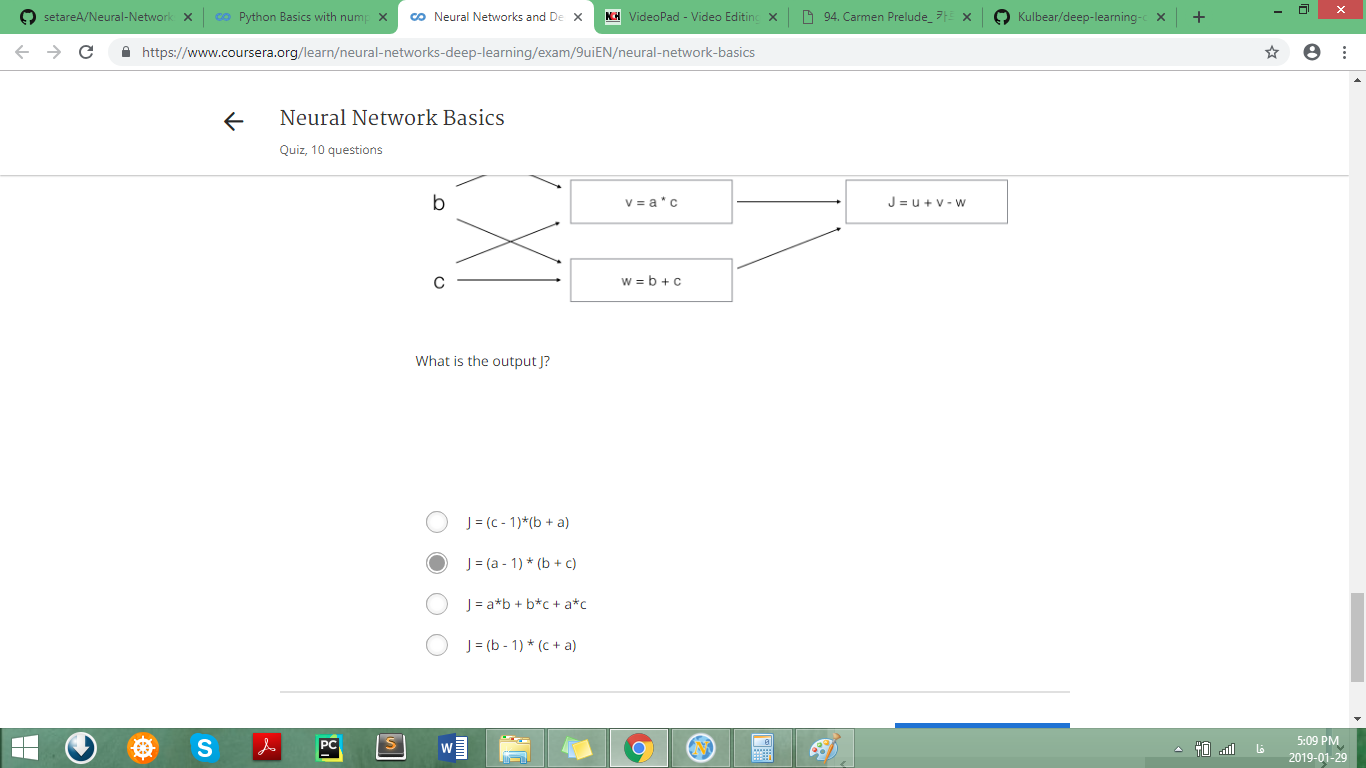 setareA/Neural-Network
Python Basics with nump
Neural Networks and De
NCH VideoPad - Video Editing
94. Carmen Prelude_
Kulbear/deep-learning-
https://www.coursera.org/learn/neural-networks-deep-learning/exam/9uiEN/neural-network-basics
Neural Network Basics
Quiz, 10 questions
b
v = a * c
J = u + v - w
c
w = b + c
What is the output J?
J = (c - 1)*(b + a)
J = (a - 1) * (b + c)
J = a*b + b*c + a*c
J = (b - 1) * (c + a)
فا
5:09 PM
2019-01-29